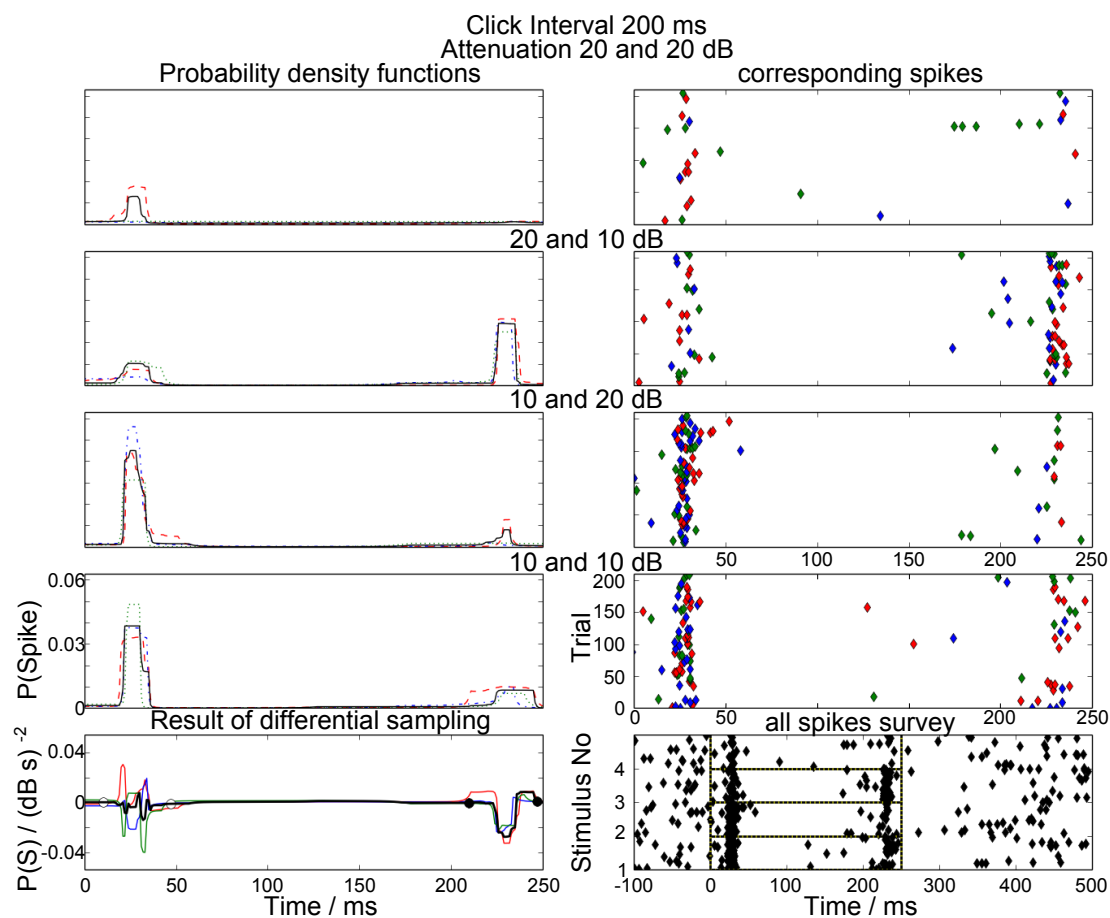 Click Interval 200 ms
Attenuation 20 and 20 dB
Probability density functions
corresponding spikes
20 and 10 dB
10 and 20 dB
0 50 100 150 200 250
10 and 10 dB
P(Spike)
0.06
0.03
0
Trial
200
150
100
50
0
0 50 100 150 200 250
Result of differential sampling
all spikes survey
P(S) / (dB s) -2
0.04
0.00
-0.04
0 50 100 150 200 250
Time / ms
Stimulus No
4
3
2
1
-100 0 100 200 300 400 500
Time / ms